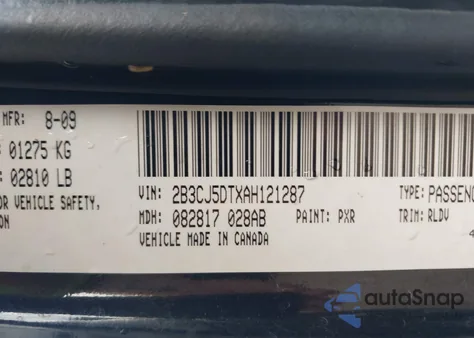 MFR: 8-09
01275 KG
02810 LB
OR VEHICLE SAFETY,
ON
VIN: 2B3CJ5DTXAH121287 TYPE: PASSENG
MDH: 082817 028AB PAINT: PXR TRIM: RLDV
VEHICLE MADE IN CANADA
4
autoSnap